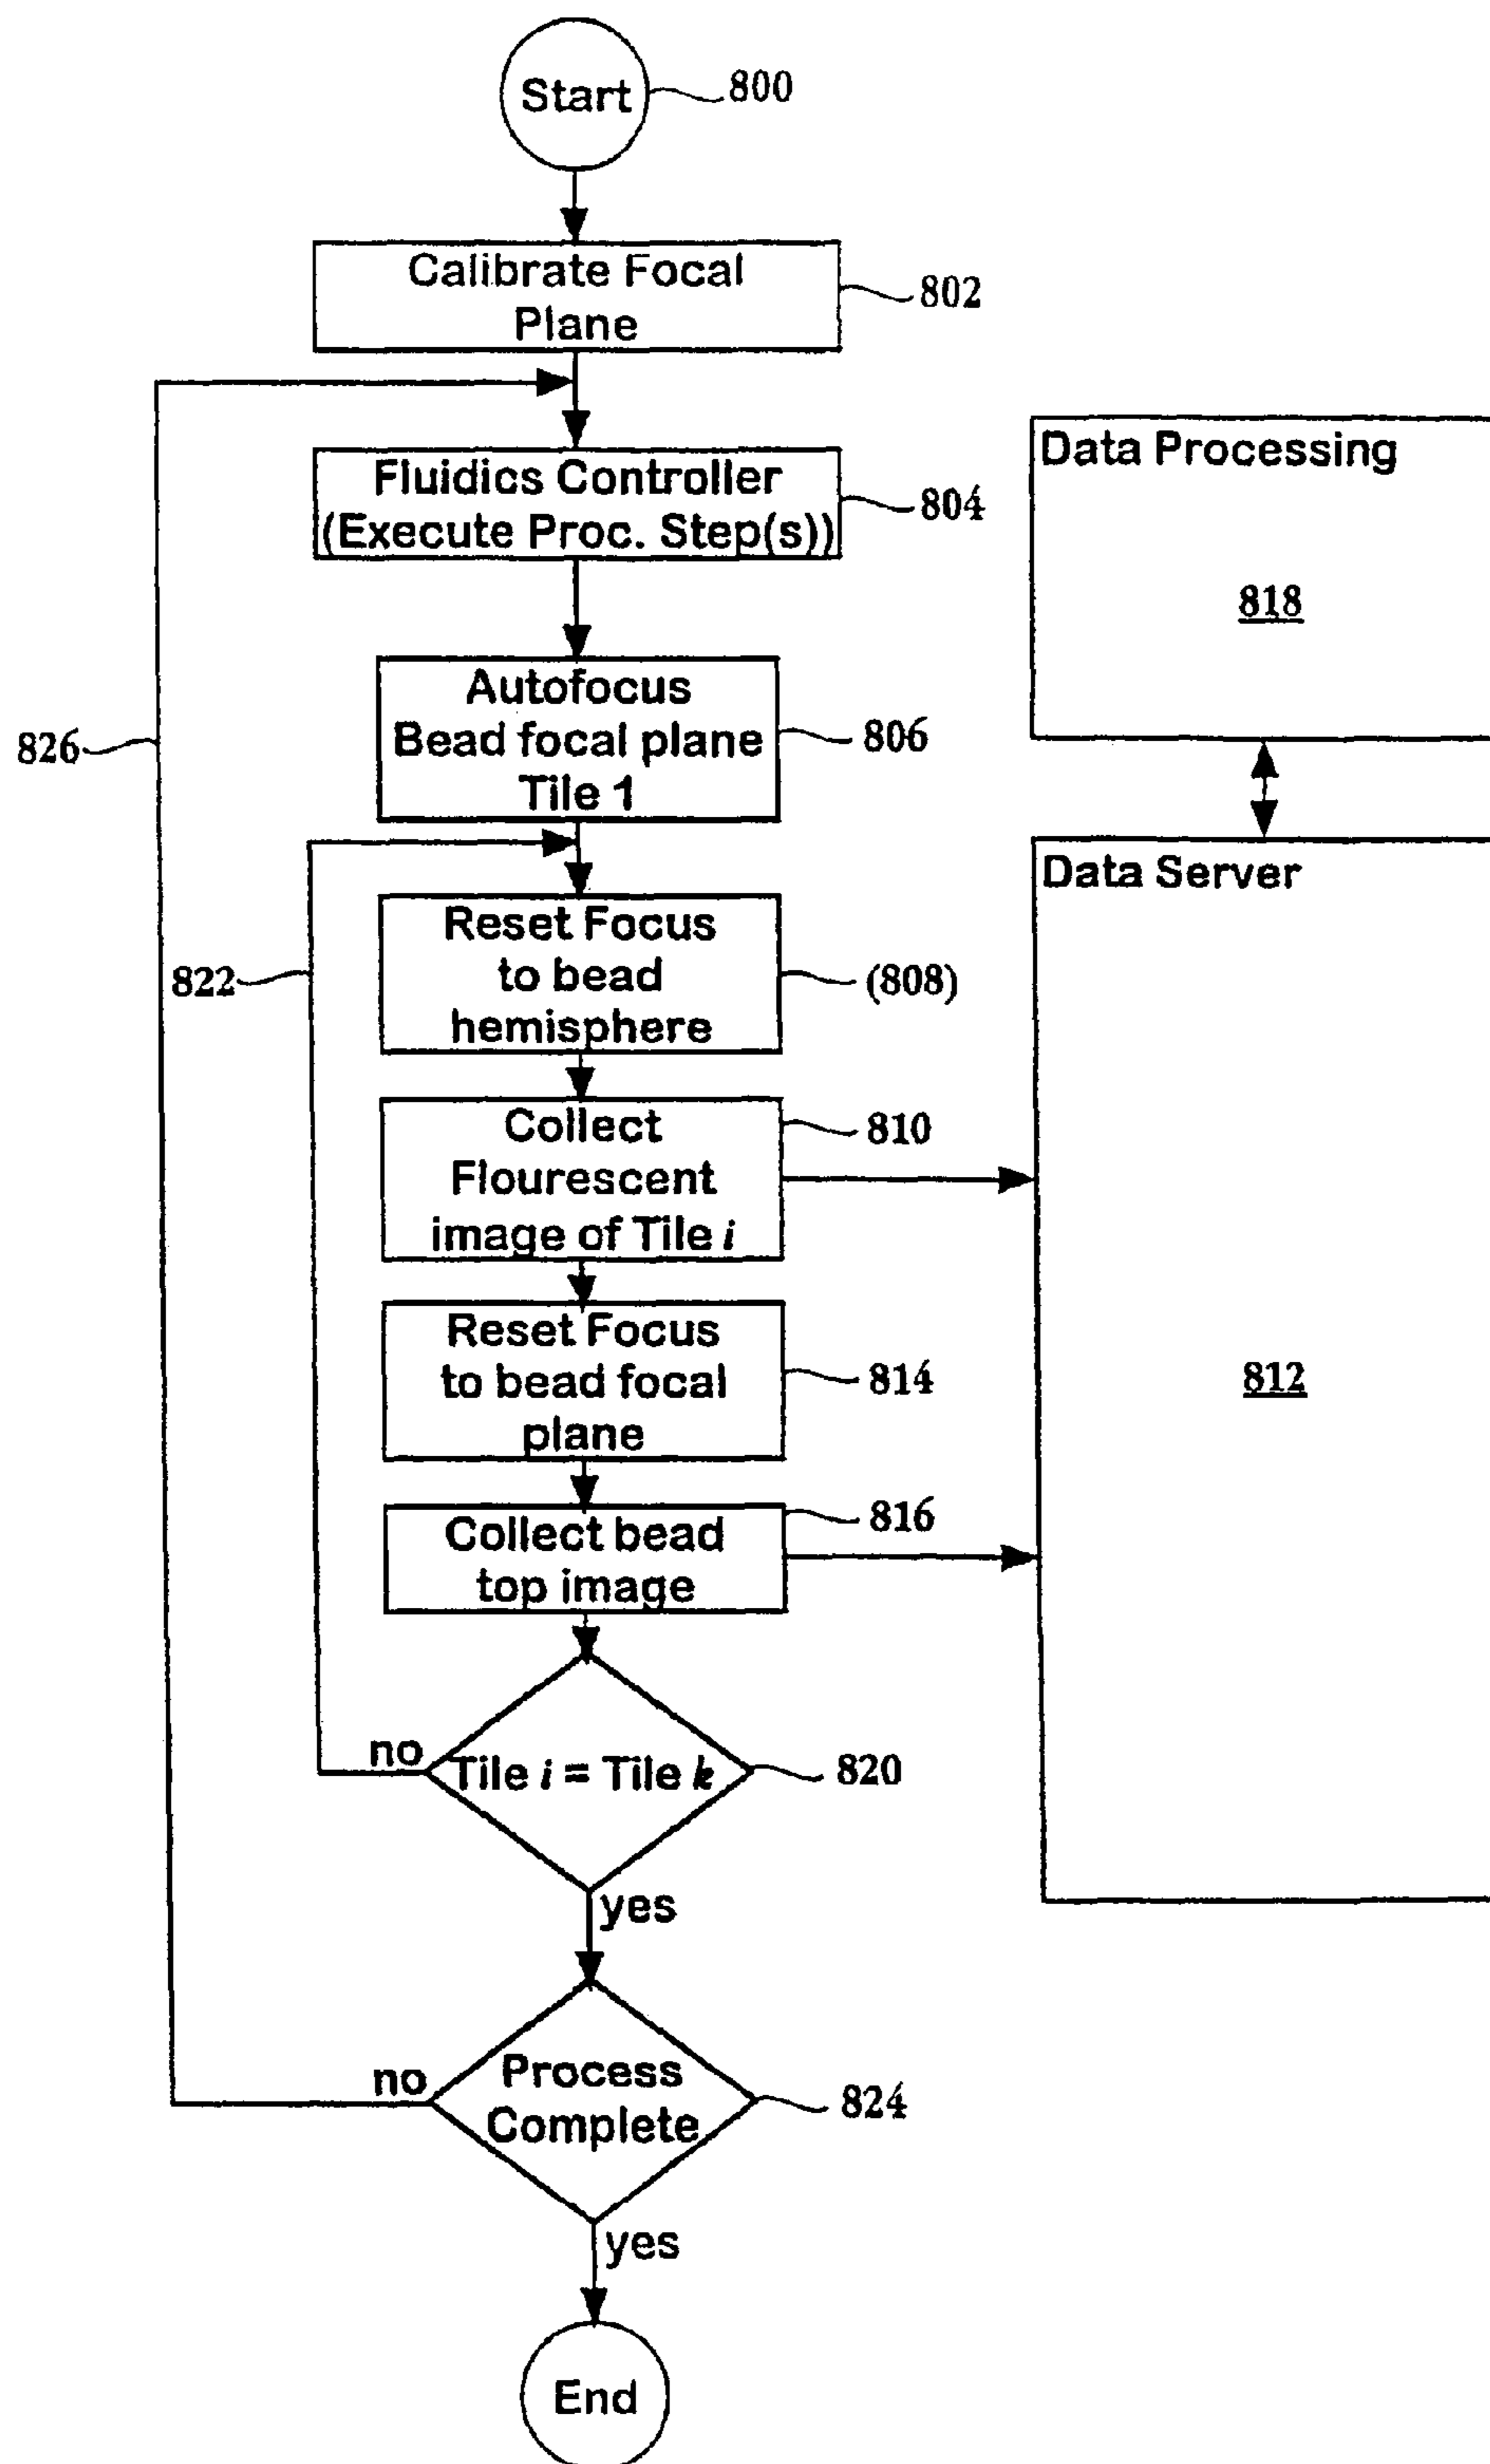 Start
800
Calibrate Focal
Plane
802
Fluidics Controller
(Execute Proc. Step(s))
804
Data Processing
818
Autofocus
Bead focal plane
Tile 1
806
826
Data Server
812
Reset Focus
to bead
hemisphere
(808)
822
Collect
Flourescent
image of Tile i
810
Reset Focus
to bead focal
plane
814
Collect bead
top image
816
no
Tile i = Tile k
820
yes
no
Process
Complete
824
yes
End